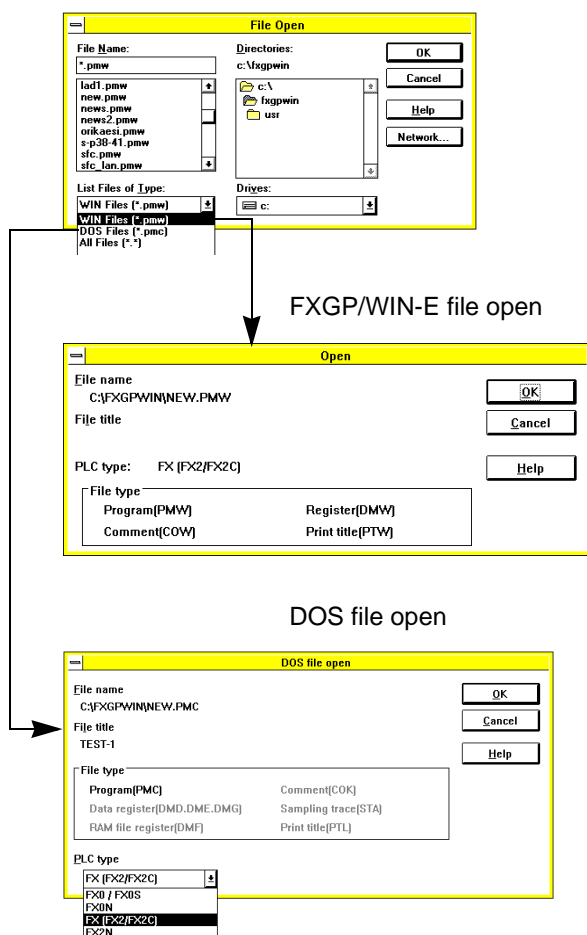 File Open
File Name:
*.pmw
lad1.pmw
new.pmw
news.pmw
news2.pmw
orikaesi.pmw
s-p38-41.pmw
sfc.pmw
sfc_lan.pmw
List Files of Type:
WIN Files (*.pmw)
WIN Files (*.pmw)
DOS Files (*.pmc)
All Files (*.*)
Directories:
c:\fxgpwin
c:\
fxgpwin
usr
Drives:
c:
OK
Cancel
Help
Network...
FXGP/WIN-E file open
Open
File name
C:\FXGPWIN\NEW.PMW
File title
PLC type: FX (FX2/FX2C)
File type
Program(PMW) Register(DMW)
Comment(COW) Print title(PTW)
OK
Cancel
Help
DOS file open
DOS file open
File name
C:\FXGPWIN\NEW.PMC
File title
TEST-1
File type
Program(PMC) Comment(COK)
Data register(DMD.DME.DMG) Sampling trace(STA)
RAM file register(DMF) Print title(PTL)
PLC type
FX (FX2/FX2C)
FX0 / FX0S
FX0N
FX (FX2/FX2C)
FX2N
OK
Cancel
Help